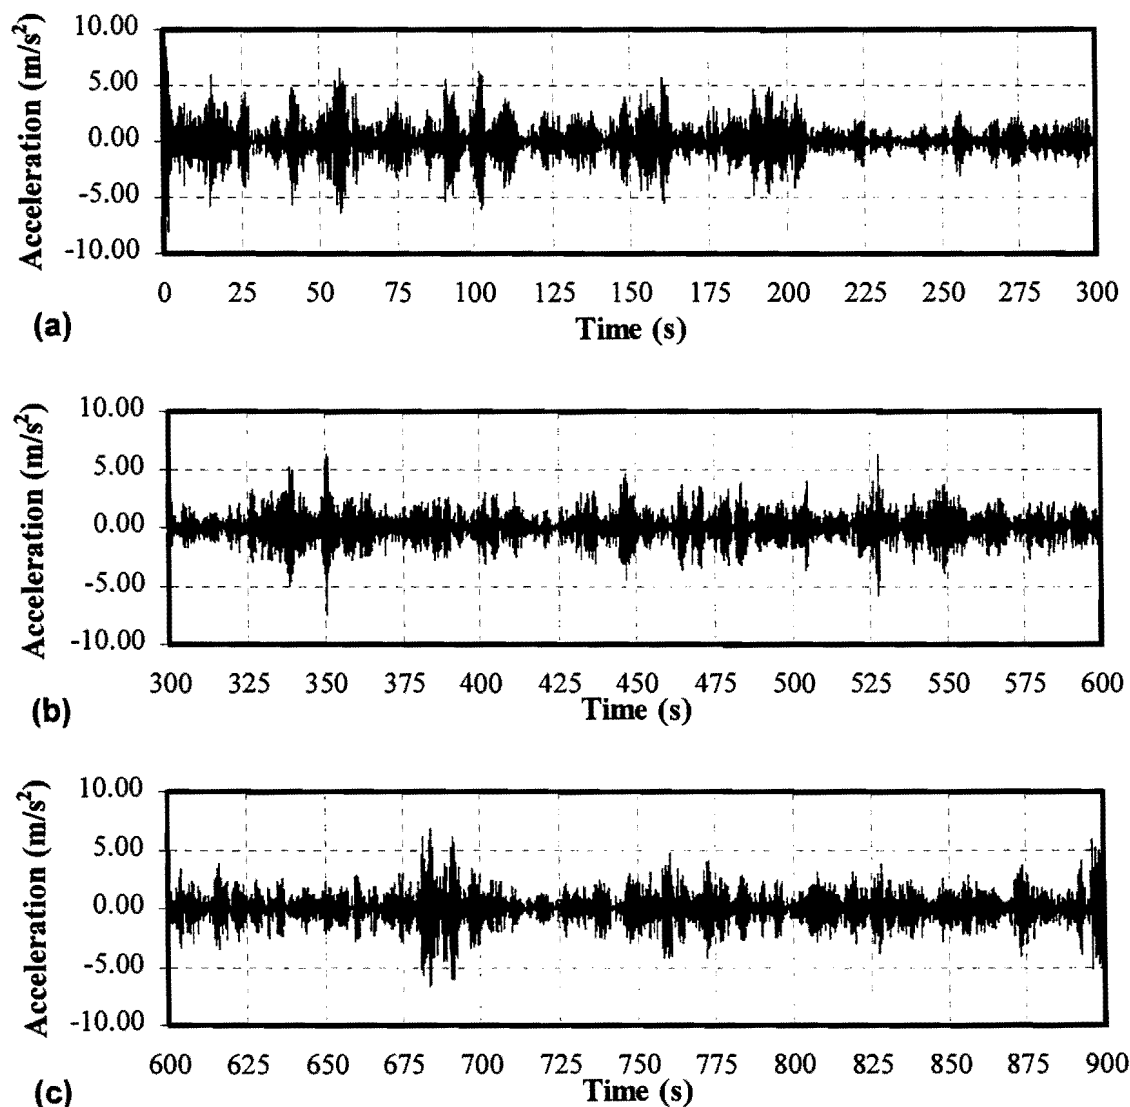 Acceleration (m/s²)
10.00
5.00
0.00
-5.00
-10.00
0 25 50 75 100 125 150 175 200 225 250 275 300
Time (s)
(a)
Acceleration (m/s²)
10.00
5.00
0.00
-5.00
-10.00
300 325 350 375 400 425 450 475 500 525 550 575 600
Time (s)
(b)
Acceleration (m/s²)
10.00
5.00
0.00
-5.00
-10.00
600 625 650 675 700 725 750 775 800 825 850 875 900
Time (s)
(c)